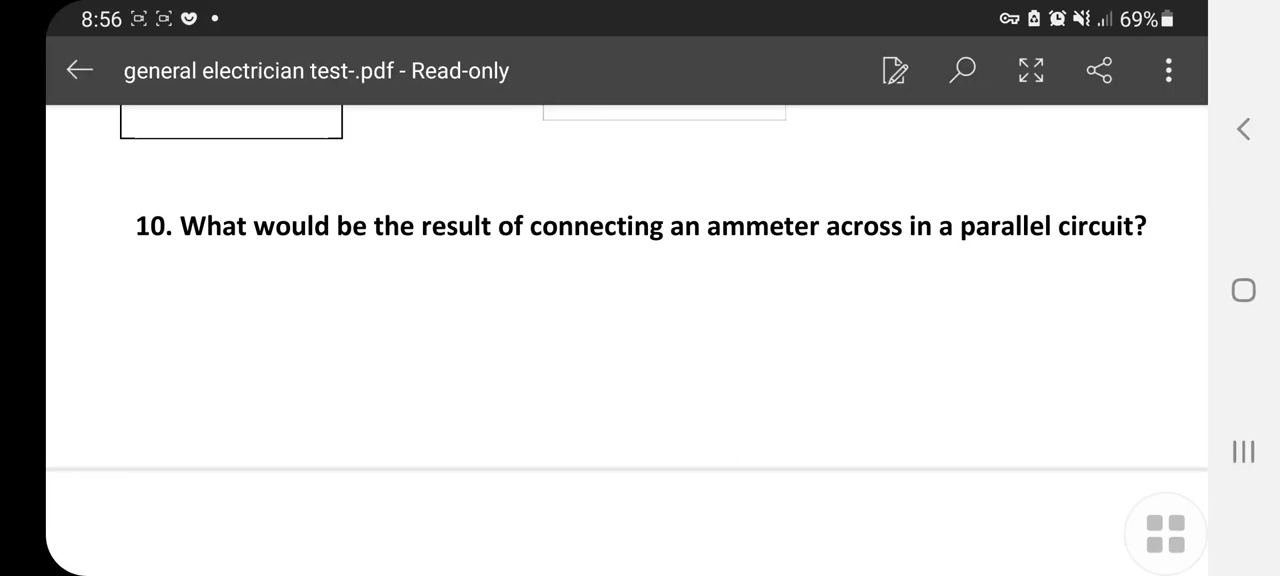 8:56
69%
general electrician test-.pdf - Read-only
10. What would be the result of connecting an ammeter across in a parallel circuit?